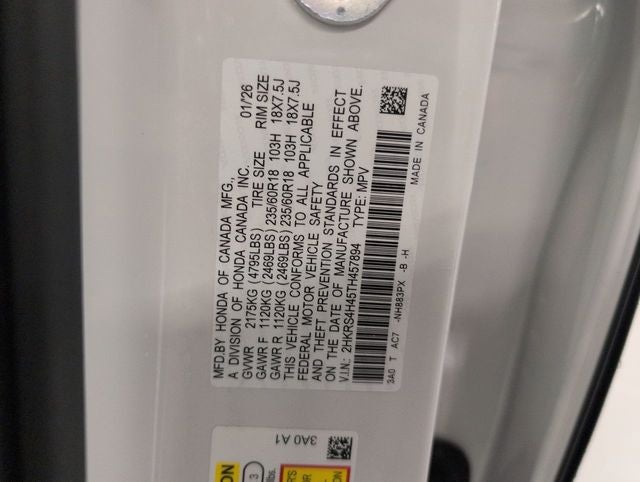 MFD.BY HONDA OF CANADA MFG.,
A DIVISION OF HONDA CANADA INC. 01/26
GVWR 2175KG (4795LBS) TIRE SIZE RIM SIZE
GAWR F 1120KG (2469LBS) 235/60R18 103H 18X7.5J
GAWR R 1120KG (2469LBS) 235/60R18 103H 18X7.5J
THIS VEHICLE CONFORMS TO ALL APPLICABLE
FEDERAL MOTOR VEHICLE SAFETY
AND THEFT PREVENTION STANDARDS IN EFFECT
ON THE DATE OF MANUFACTURE SHOWN ABOVE.
V.I.N.: 2HKRS4H45TH457894 TYPE: MPV
3A0 T AC7 -NH883PX -B -H
MADE IN CANADA
3A0 A1
3